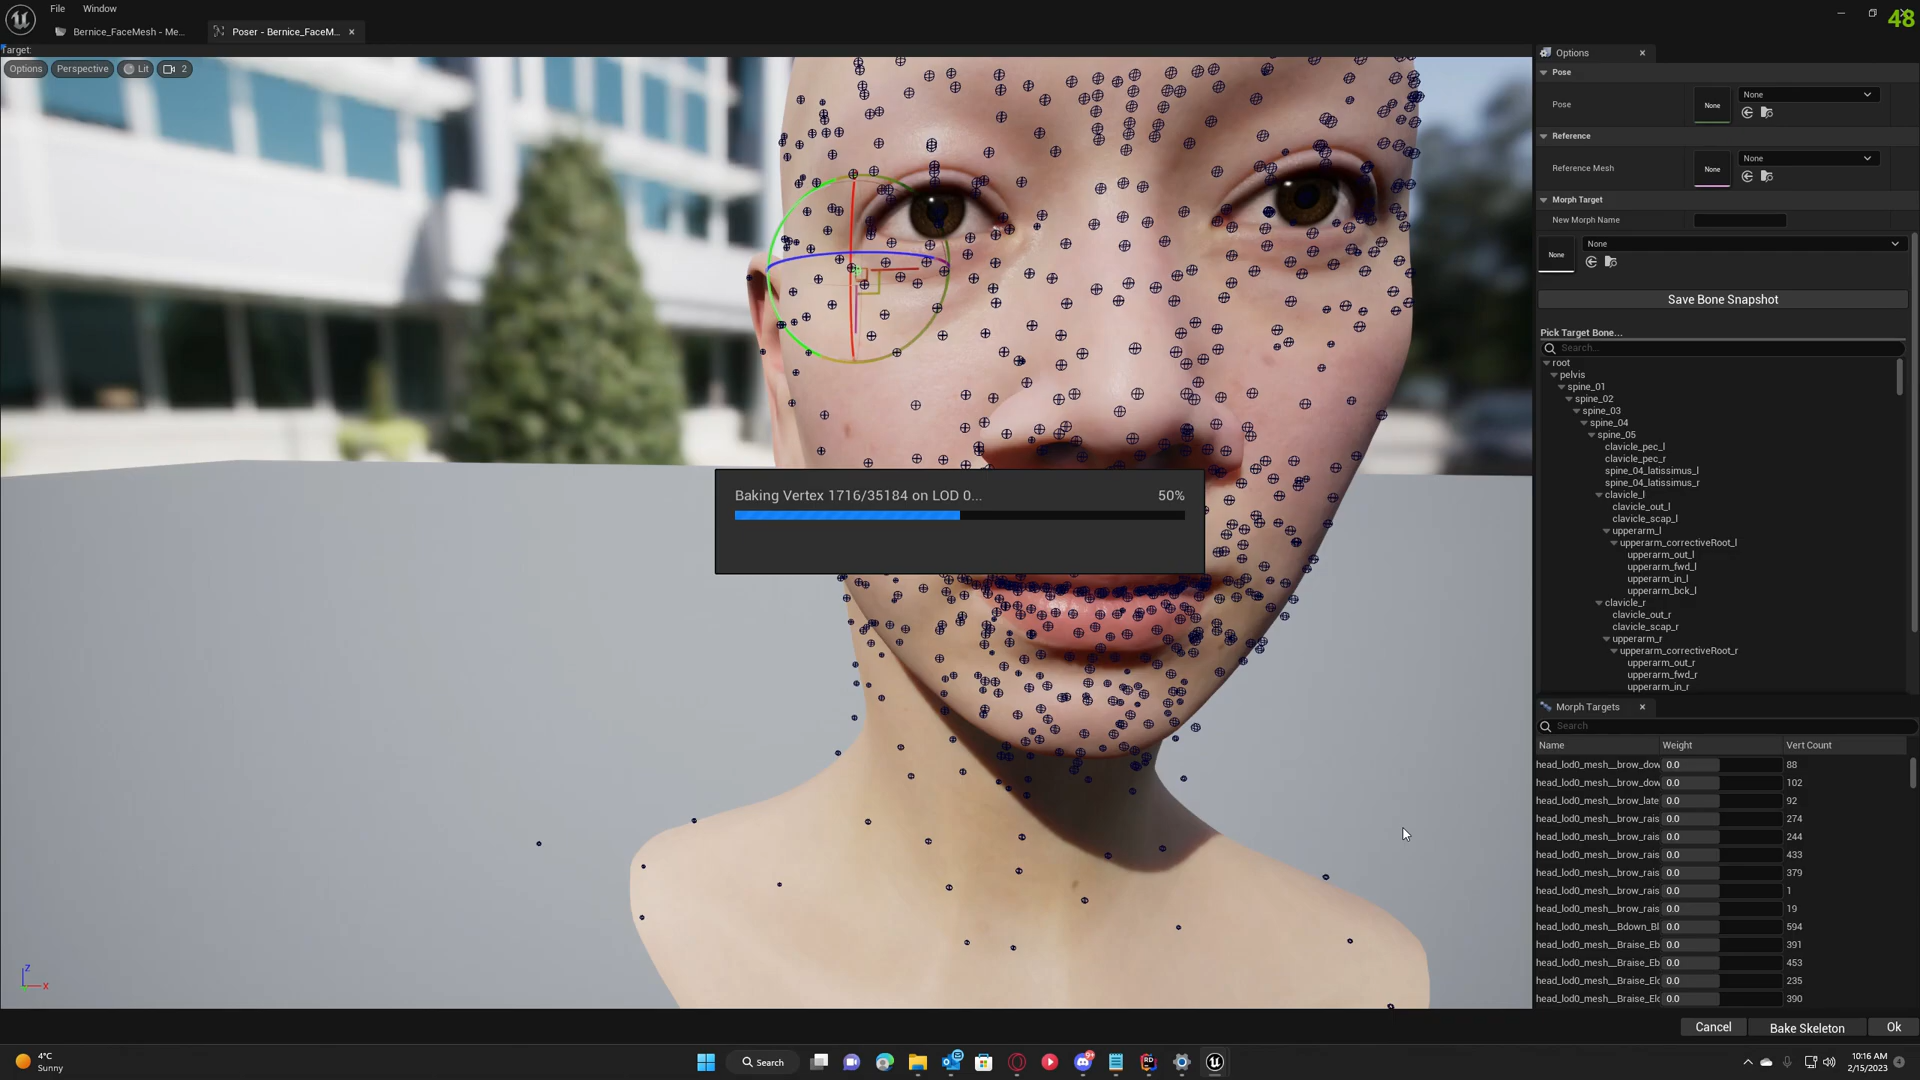 File
Window
Bernice_FaceMesh - Me...
Poser - Bernice_FaceM...
48
Target:
Options
Perspective
Lit
2
Baking Vertex 1716/35184 on LOD 0...
50%
Z
X
Options
Pose
Pose
None
None
Reference
Reference Mesh
None
None
Morph Target
New Morph Name
None
None
Save Bone Snapshot
Pick Target Bone...
Search...
root
pelvis
spine_01
spine_02
spine_03
spine_04
spine_05
clavicle_pec_l
clavicle_pec_r
spine_04_latissimus_l
spine_04_latissimus_r
clavicle_l
clavicle_out_l
clavicle_scap_l
upperarm_l
upperarm_correctiveRoot_l
upperarm_out_l
upperarm_fwd_l
upperarm_in_l
upperarm_bck_l
clavicle_r
clavicle_out_r
clavicle_scap_r
upperarm_r
upperarm_correctiveRoot_r
upperarm_out_r
upperarm_fwd_r
upperarm_in_r
Morph Targets
Search
Name Weight Vert Count
head_lod0_mesh__brow_dow 0.0 88
head_lod0_mesh__brow_dow 0.0 102
head_lod0_mesh__brow_late 0.0 92
head_lod0_mesh__brow_rais 0.0 274
head_lod0_mesh__brow_rais 0.0 244
head_lod0_mesh__brow_rais 0.0 433
head_lod0_mesh__brow_rais 0.0 379
head_lod0_mesh__brow_rais 0.0 1
head_lod0_mesh__brow_rais 0.0 19
head_lod0_mesh__Bdown_Bl 0.0 594
head_lod0_mesh__Braise_Eb 0.0 391
head_lod0_mesh__Braise_Eb 0.0 453
head_lod0_mesh__Braise_Elo 0.0 235
head_lod0_mesh__Braise_Elo 0.0 390
Cancel
Bake Skeleton
Ok
4°C
Sunny
Search
10:16 AM
2/15/2023